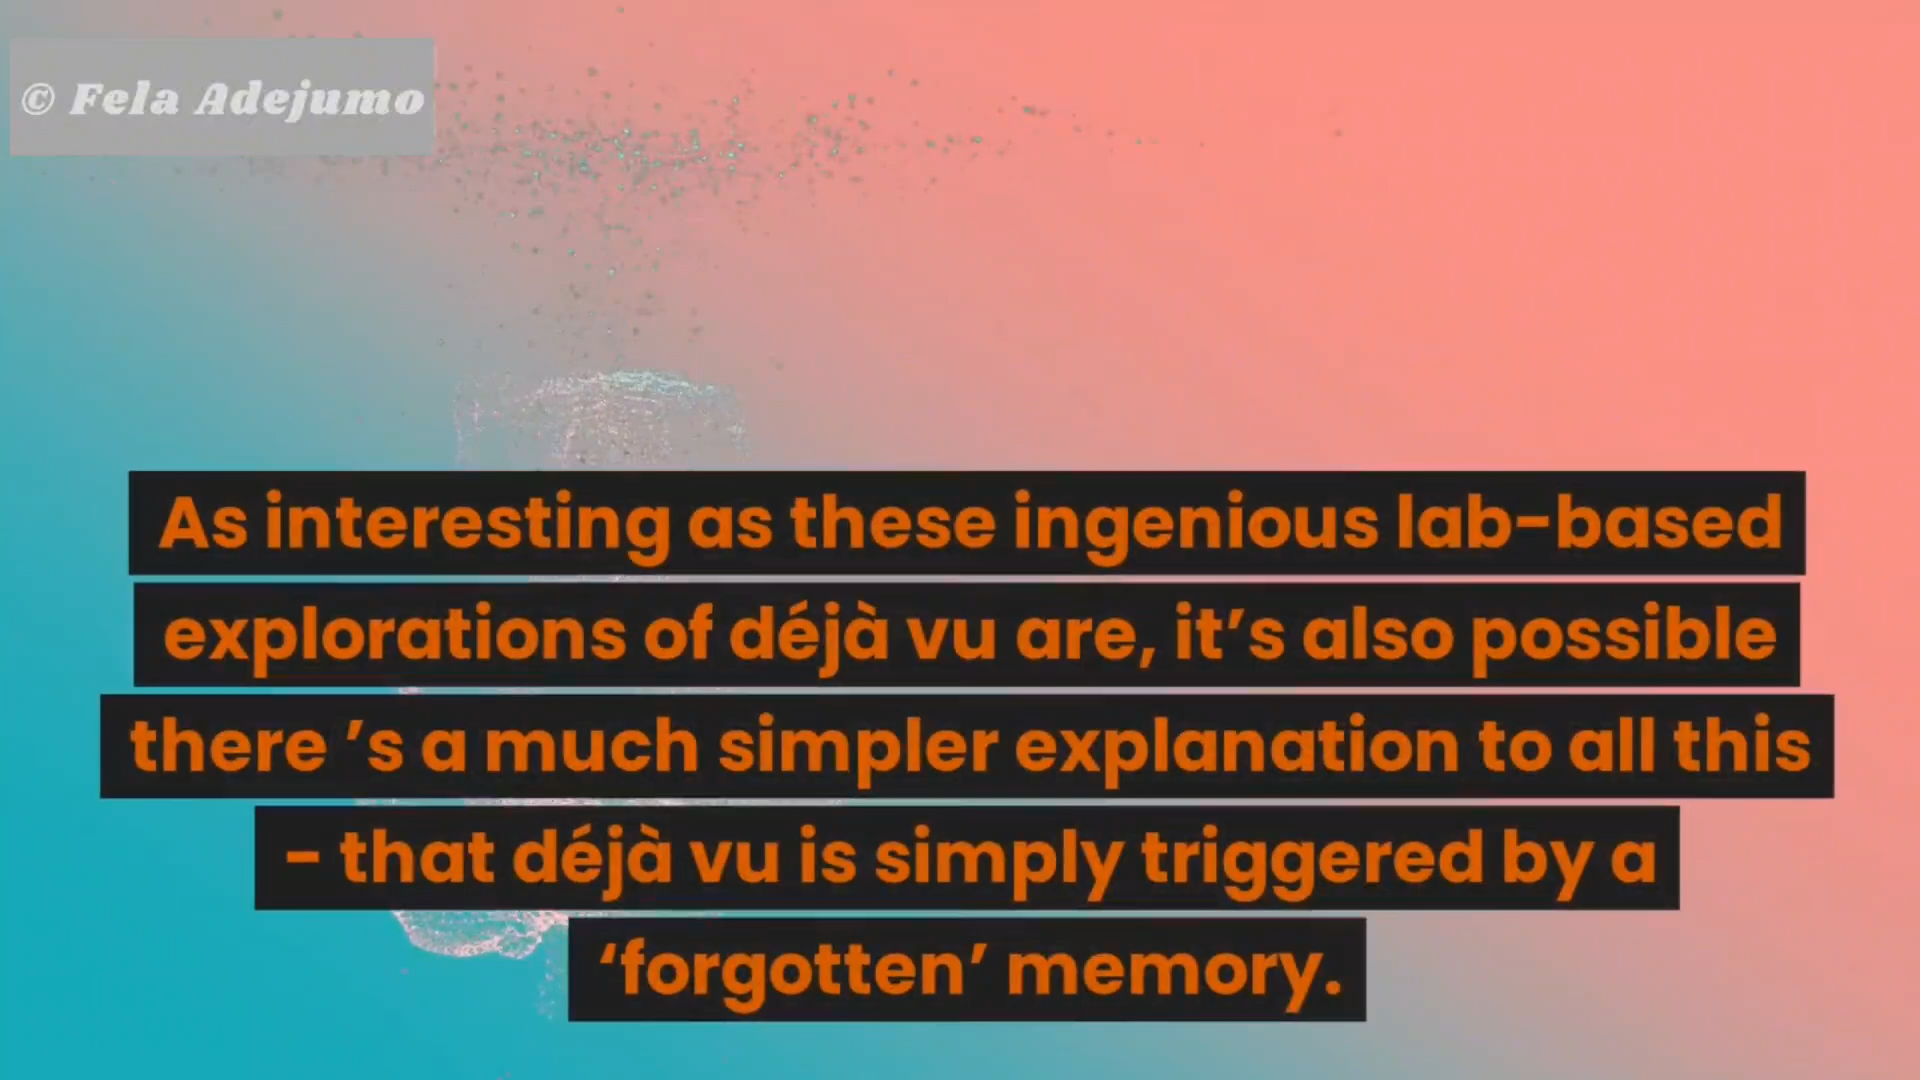 © Fela Adejumo
As interesting as these ingenious lab-based
explorations of déjà vu are, it’s also possible
there ’s a much simpler explanation to all this
- that déjà vu is simply triggered by a
‘forgotten’ memory.